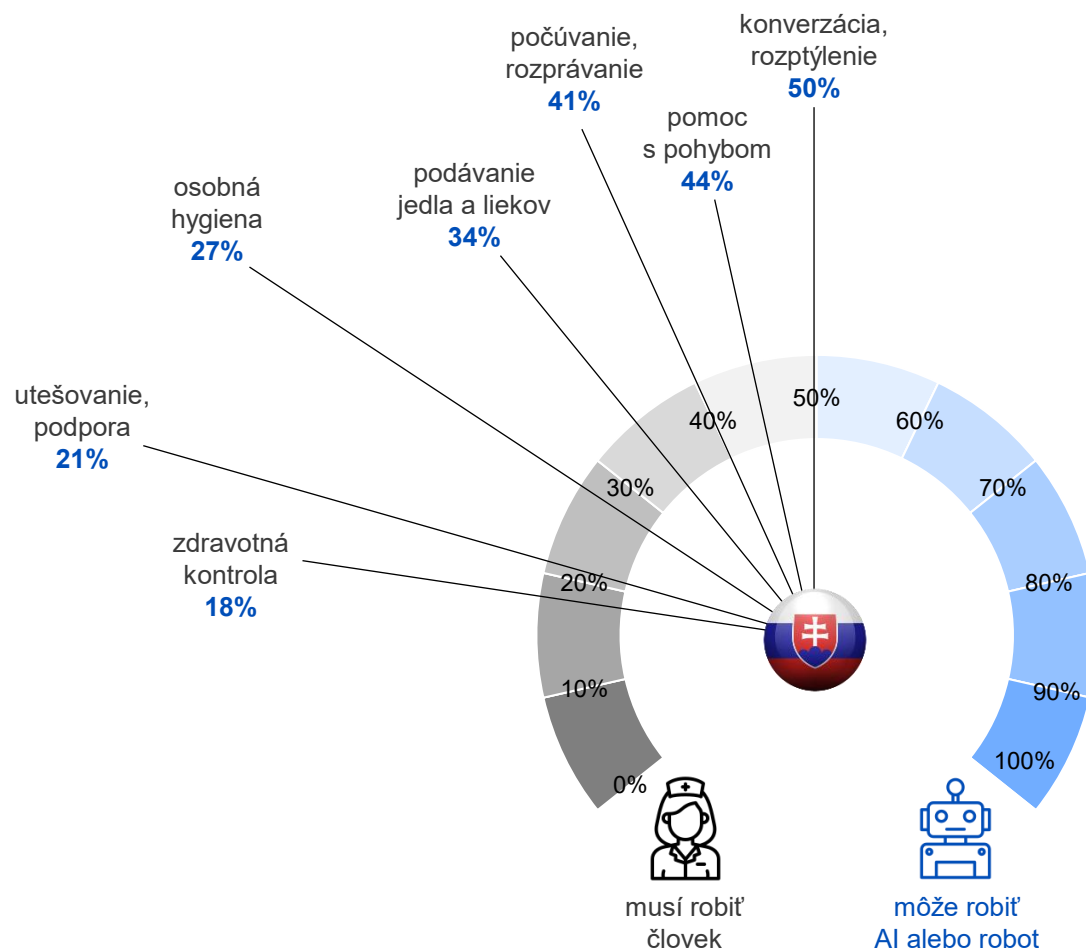 konverzácia,
rozptýlenie
50%
počúvanie,
rozprávanie
41%
pomoc
s pohybom
44%
podávanie
jedla a liekov
34%
osobná
hygiena
27%
utešovanie,
podpora
21%
zdravotná
kontrola
18%
0%
10%
20%
30%
40%
50%
60%
70%
80%
90%
100%
musí robiť
človek
môže robiť
AI alebo robot